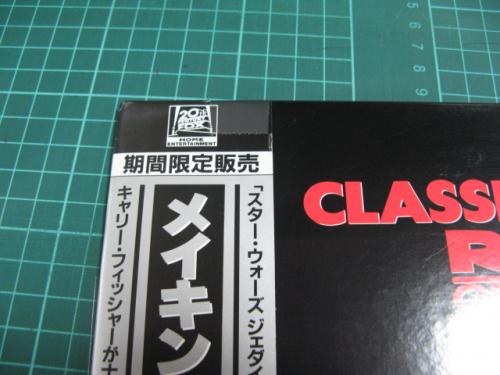 20th
CENTURY
FOX
HOME
ENTERTAINMENT
期間限定販売
「スター・ウォーズ ジェダイ
メイキン
キャリー・フィッシャーがナ
CLASS
R
5 6 7 8 9